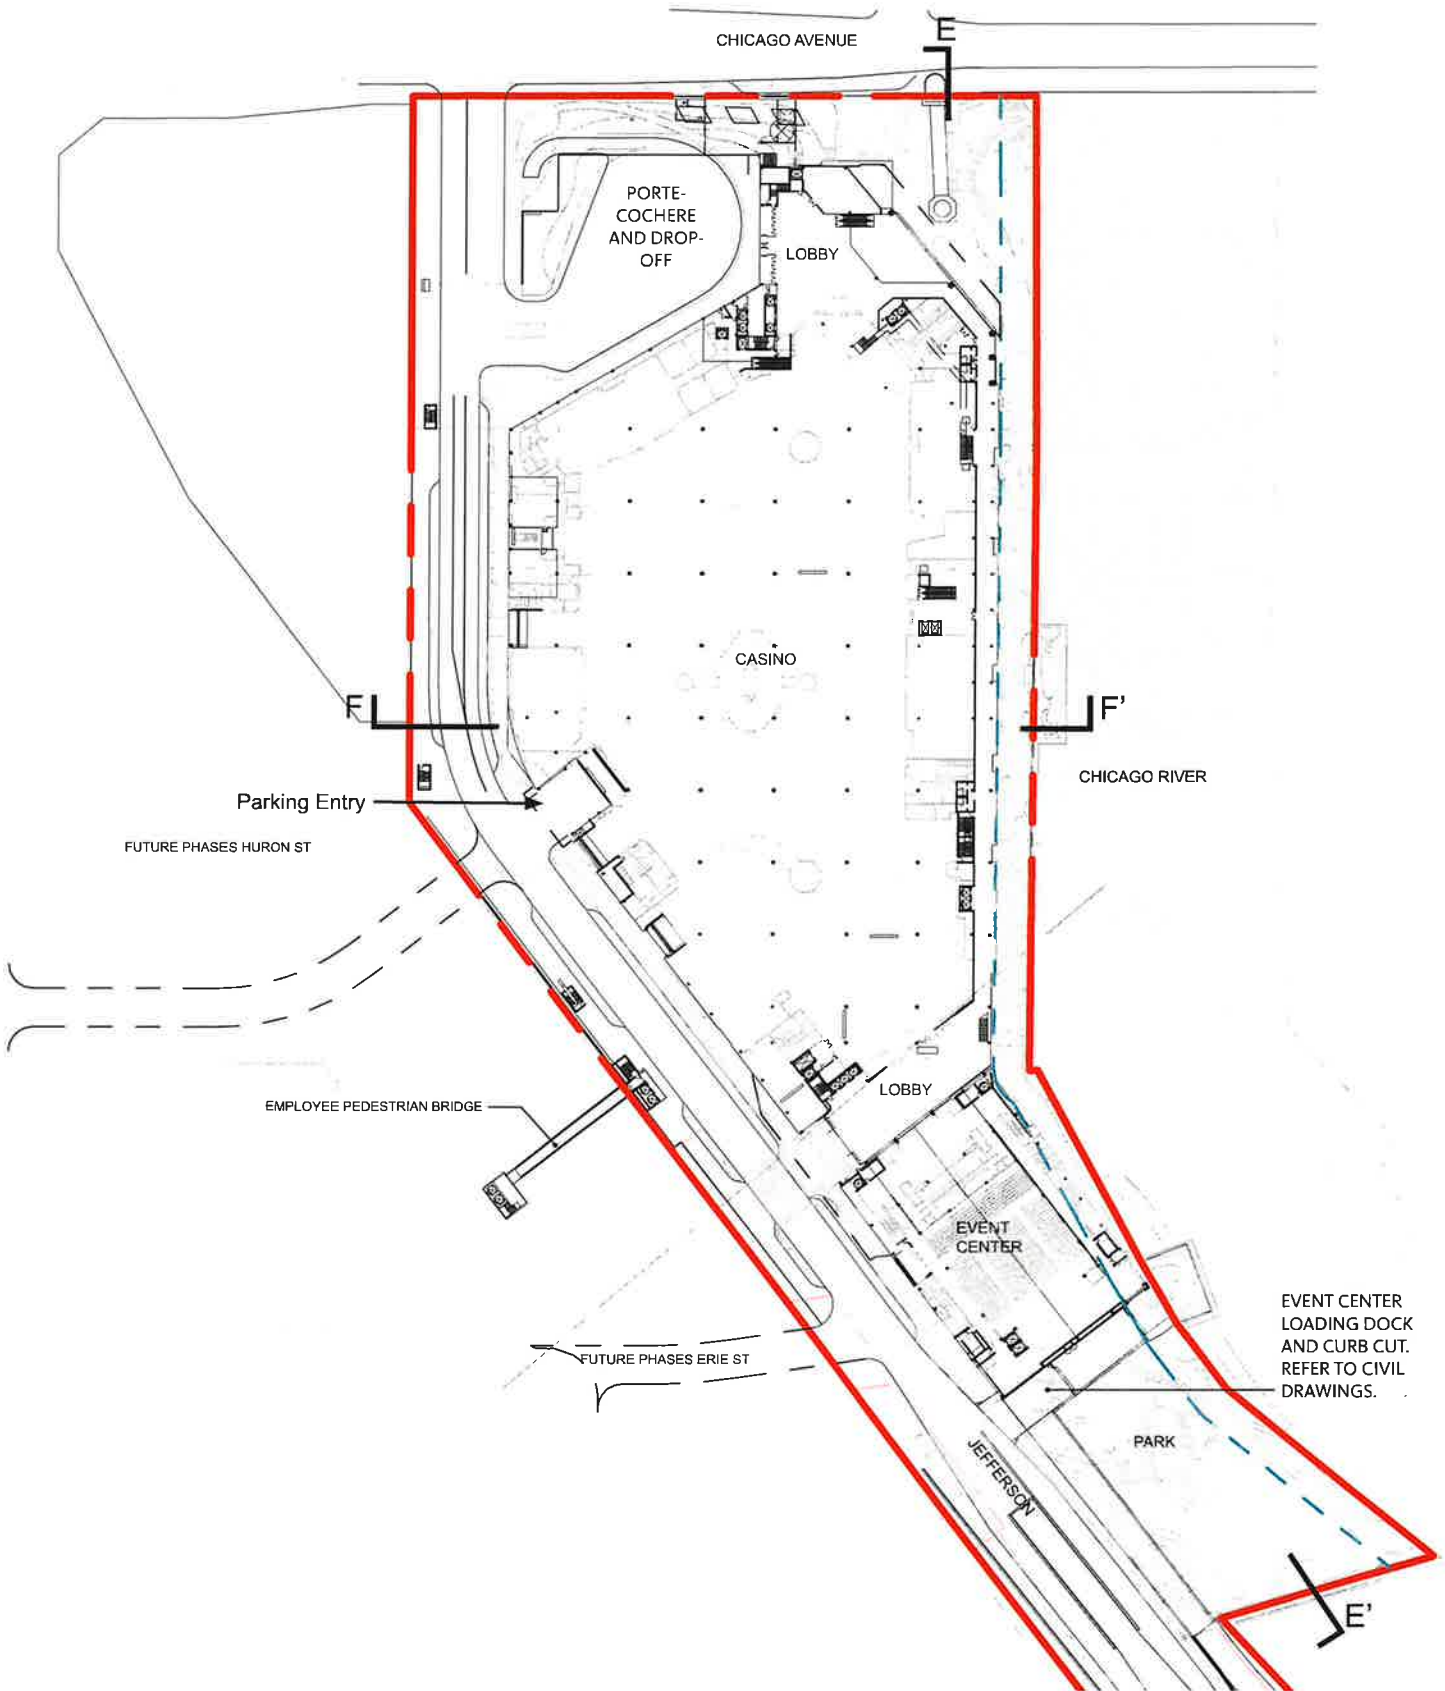 CHICAGO AVENUE
E
PORTE-
COCHERE
AND DROP-
OFF
LOBBY
CASINO
F
F'
CHICAGO RIVER
Parking Entry
FUTURE PHASES HURON ST
LOBBY
EMPLOYEE PEDESTRIAN BRIDGE
EVENT
CENTER
EVENT CENTER
LOADING DOCK
AND CURB CUT.
REFER TO CIVIL
DRAWINGS.
FUTURE PHASES ERIE ST
PARK
JEFFERSON
E'